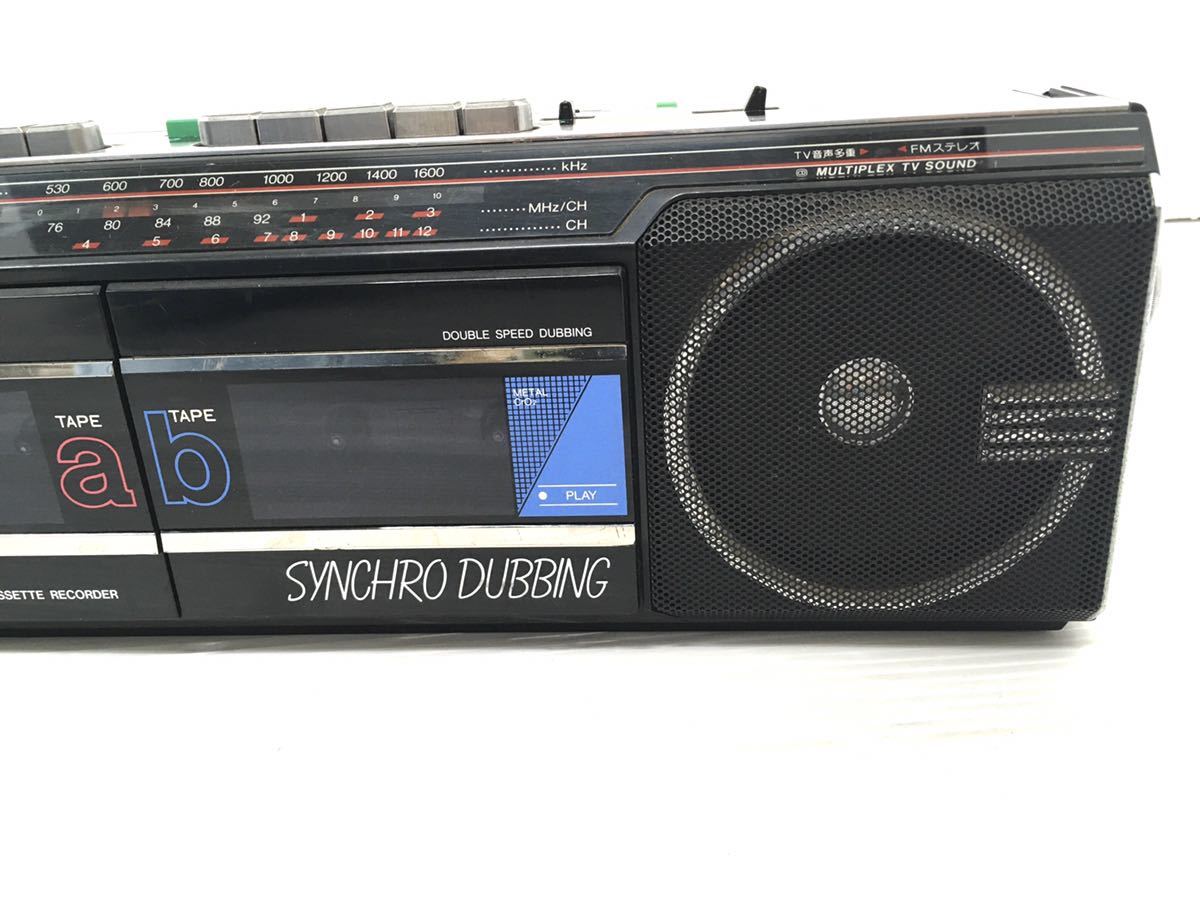 TV音声多重 ▶ ◀ FMステレオ
MULTIPLEX TV SOUND
530 600 700 800 1000 1200 1400 1600 ············· kHz
0 1 2 3 4 5 6 7 8 9 10
76 80 84 88 92 1 2 3 ········ MHz/CH
4 5 6 7 8 9 10 11 12 ·············· CH
DOUBLE SPEED DUBBING
METAL
CrO₂
TAPE
a
TAPE
b
● PLAY
SSETTE RECORDER
SYNCHRO DUBBING